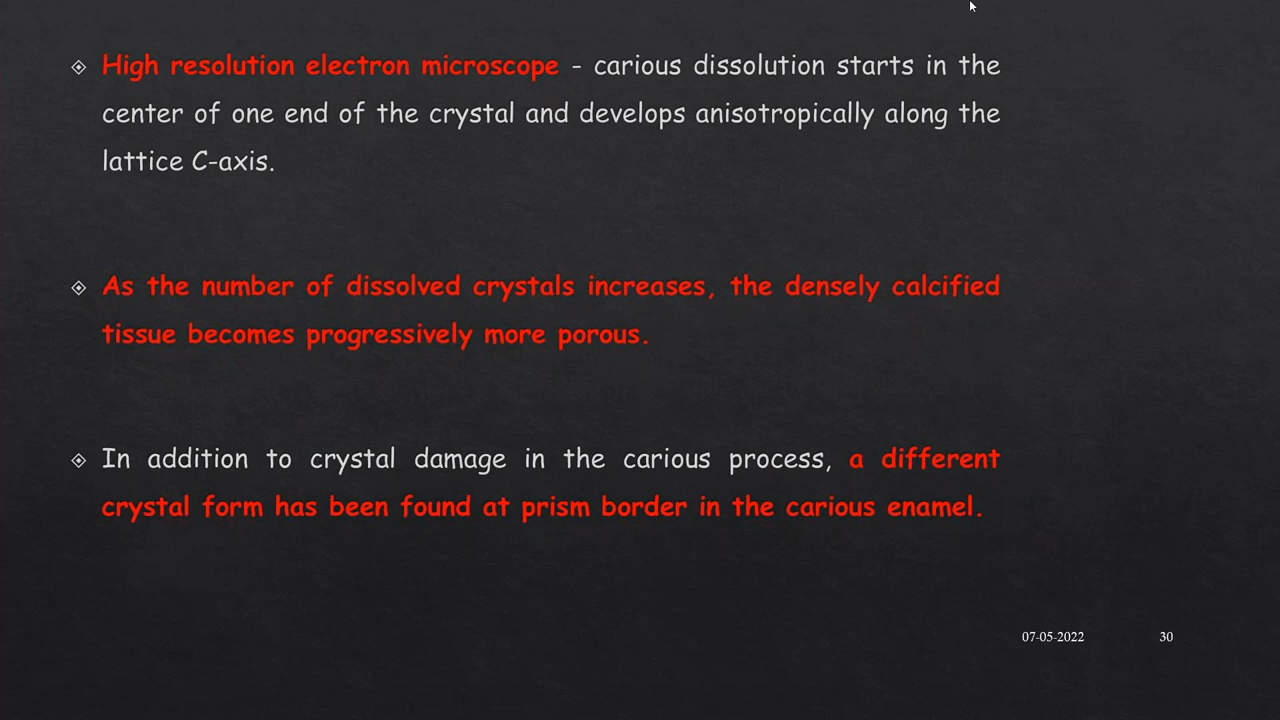 High resolution electron microscope - carious dissolution starts in the
center of one end of the crystal and develops anisotropically along the
lattice C-axis.
As the number of dissolved crystals increases, the densely calcified
tissue becomes progressively more porous.
In addition to crystal damage in the carious process, a different
crystal form has been found at prism border in the carious enamel.
07-05-2022 30